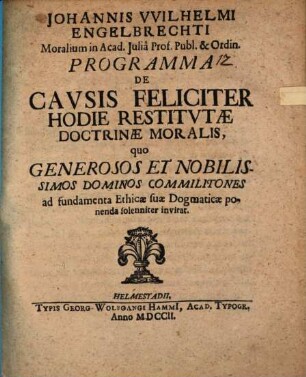 JOHANNIS VVILHELMI
ENGELBRECHTI
Moralium in Acad. Juliâ Prof. Publ. & Ordin.
PROGRAMMA 12
DE
CAVSIS FELICITER
HODIE RESTITVTÆ
DOCTRINÆ MORALIS,
quo
GENEROSOS ET NOBILIS-
SIMOS DOMINOS COMMILITONES
ad fundamenta Ethicæ suæ Dogmaticæ po-
nenda solenniter invitat.
HELMESTADII,
TYPIS GEORG-WOLFGANGI HAMMI, ACAD. TYPOGR.
Anno MDCCII.